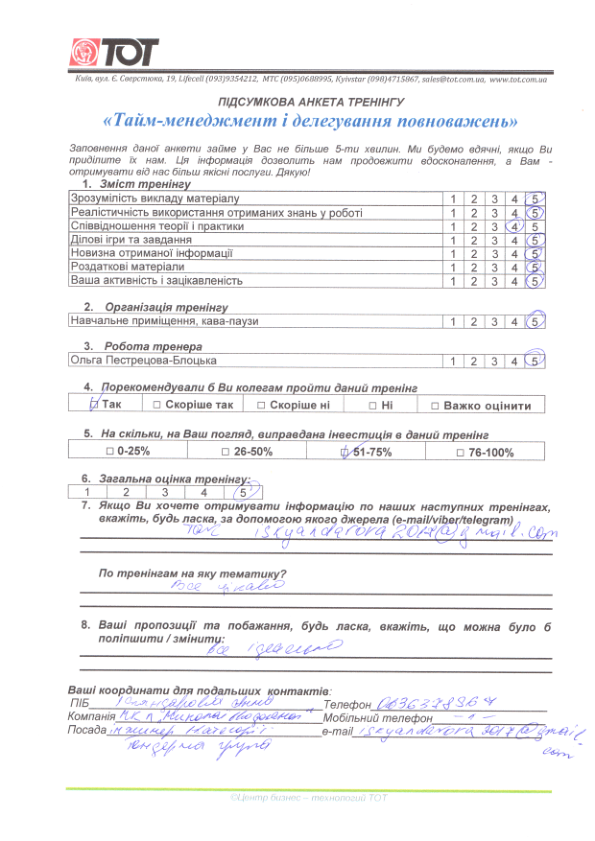 ТОТ
Київ, вул. Є. Сверстюка, 19, Lifecell (093)9354212, МТС (095)0688995, Kyivstar (098)4715867, sales@tot.com.ua, www.tot.com.ua
ПІДСУМКОВА АНКЕТА ТРЕНІНГУ
«Тайм-менеджмент і делегування повноважень»
Заповнення даної анкети займе у Вас не більше 5-ти хвилин. Ми будемо вдячні, якщо Ви
приділите їх нам. Ця інформація дозволить нам продовжити вдосконалення, а Вам -
отримувати від нас більш якісні послуги. Дякую!
1. Зміст тренінгу
Зрозумілість викладу матеріалу 1 2 3 4 5
Реалістичність використання отриманих знань у роботі 1 2 3 4 5
Співвідношення теорії і практики 1 2 3 4 5
Ділові ігри та завдання 1 2 3 4 5
Новизна отриманої інформації 1 2 3 4 5
Роздаткові матеріали 1 2 3 4 5
Ваша активність і зацікавленість 1 2 3 4 5
2. Організація тренінгу
Навчальне приміщення, кава-паузи 1 2 3 4 5
3. Робота тренера
Ольга Пестрецова-Блоцька 1 2 3 4 5
4. Порекомендували б Ви колегам пройти даний тренінг
□ Так □ Скоріше так □ Скоріше ні □ Ні □ Важко оцінити
5. На скільки, на Ваш погляд, виправдана інвестиція в даний тренінг
□ 0-25% □ 26-50% □ 51-75% □ 76-100%
6. Загальна оцінка тренінгу:
1 2 3 4 5
7. Якщо Ви хочете отримувати інформацію по наших наступних тренінгах,
вкажіть, будь ласка, за допомогою якого джерела (e-mail/viber/telegram)
так iskyandarova2017@gmail.com
По тренінгам на яку тематику?
Все цікаво
8. Ваші пропозиції та побажання, будь ласка, вкажіть, що можна було б
поліпшити / змінити:
все ідеально
Ваші координати для подальших контактів:
ПІБ Телефон 0636378967
Компанія Мобільний телефон
Посада інженер e-mail iskyandarova2017@gmail.
com
тендерна група
©Центр бизнес – технологий ТОТ